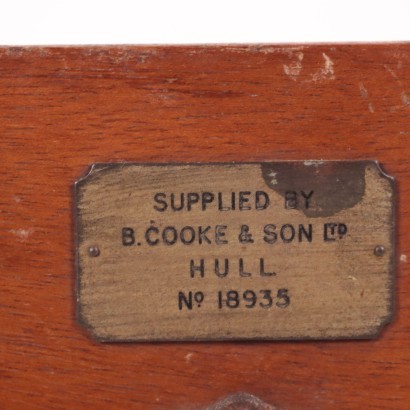 SUPPLIED BY
B. COOKE & SON LTD
HULL
No 18935